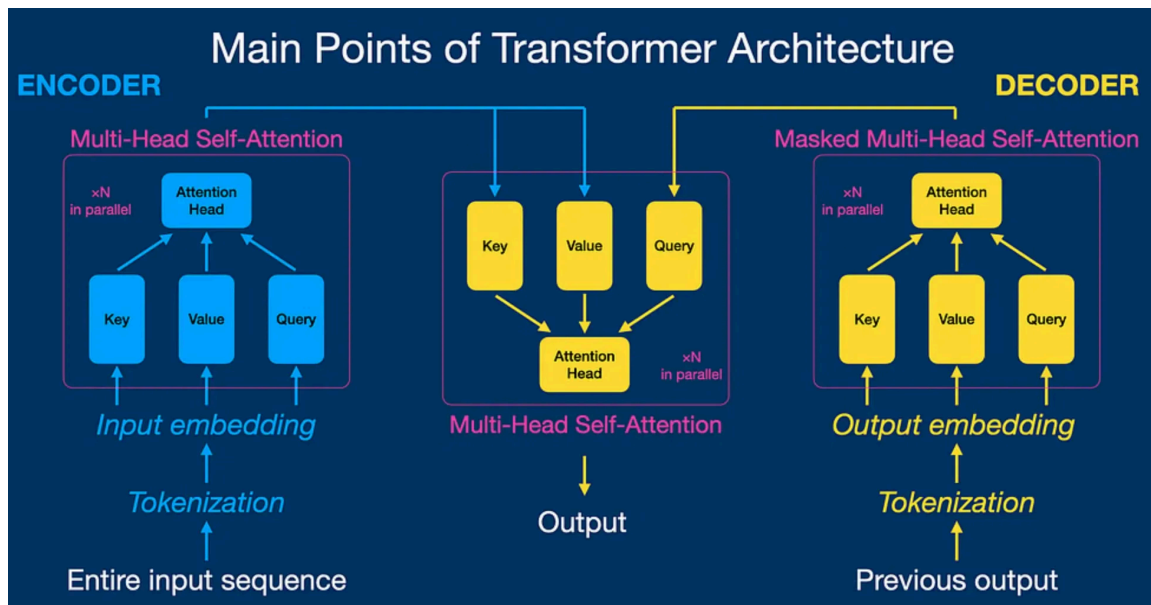 Main Points of Transformer Architecture
ENCODER
DECODER
Multi-Head Self-Attention
×N
in parallel
Attention
Head
Key
Value
Query
Input embedding
Tokenization
Entire input sequence
Key
Value
Query
Attention
Head
×N
in parallel
Multi-Head Self-Attention
Output
Masked Multi-Head Self-Attention
×N
in parallel
Attention
Head
Key
Value
Query
Output embedding
Tokenization
Previous output